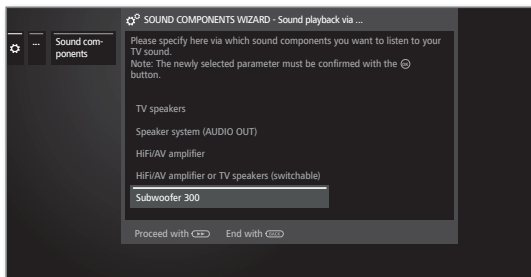 SOUND COMPONENTS WIZARD - Sound playback via ...
... Sound com-
ponents
Please specify here via which sound components you want to listen to your
TV sound.
Note: The newly selected parameter must be confirmed with the OK
button.
TV speakers
Speaker system (AUDIO OUT)
HiFi/AV amplifier
HiFi/AV amplifier or TV speakers (switchable)
Subwoofer 300
Proceed with End with BACK